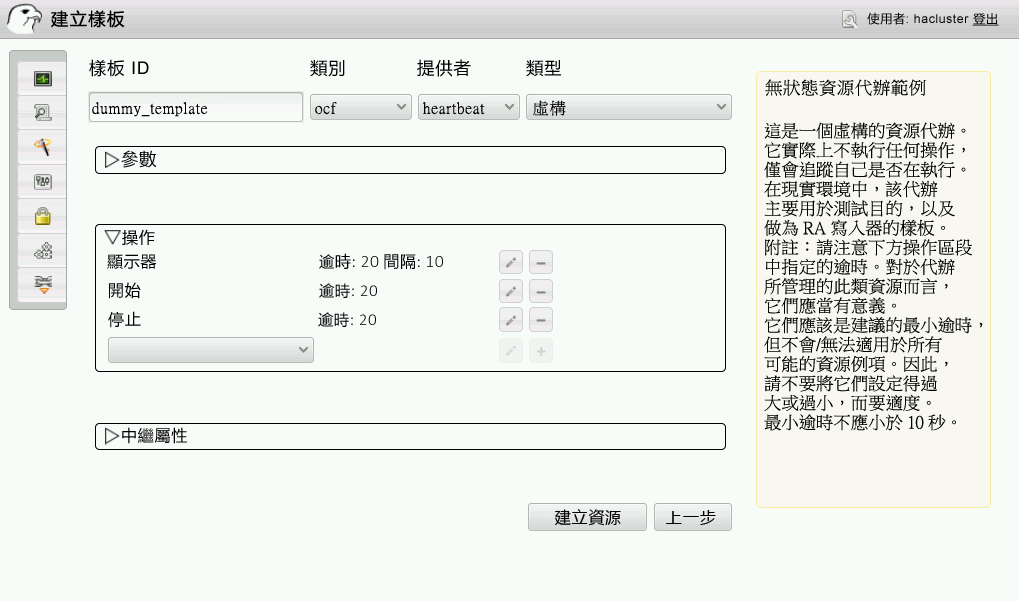 建立樣板
使用者: hacluster 登出
樣板 ID
類別
提供者
類型
dummy_template
ocf
heartbeat
虛構
▷參數
▽操作
顯示器 逾時: 20 間隔: 10
開始 逾時: 20
停止 逾時: 20
▷中繼屬性
建立資源
上一步
無狀態資源代辦範例
這是一個虛構的資源代辦。
它實際上不執行任何操作，
僅會追蹤自己是否在執行。
在現實環境中，該代辦
主要用於測試目的，以及
做為 RA 寫入器的樣板。
附註：請注意下方操作區段
中指定的逾時。對於代辦
所管理的此類資源而言，
它們應當有意義。
它們應該是建議的最小逾時，
但不會/無法適用於所有
可能的資源例項。因此，
請不要將它們設定得過
大或過小，而要適度。
最小逾時不應小於 10 秒。